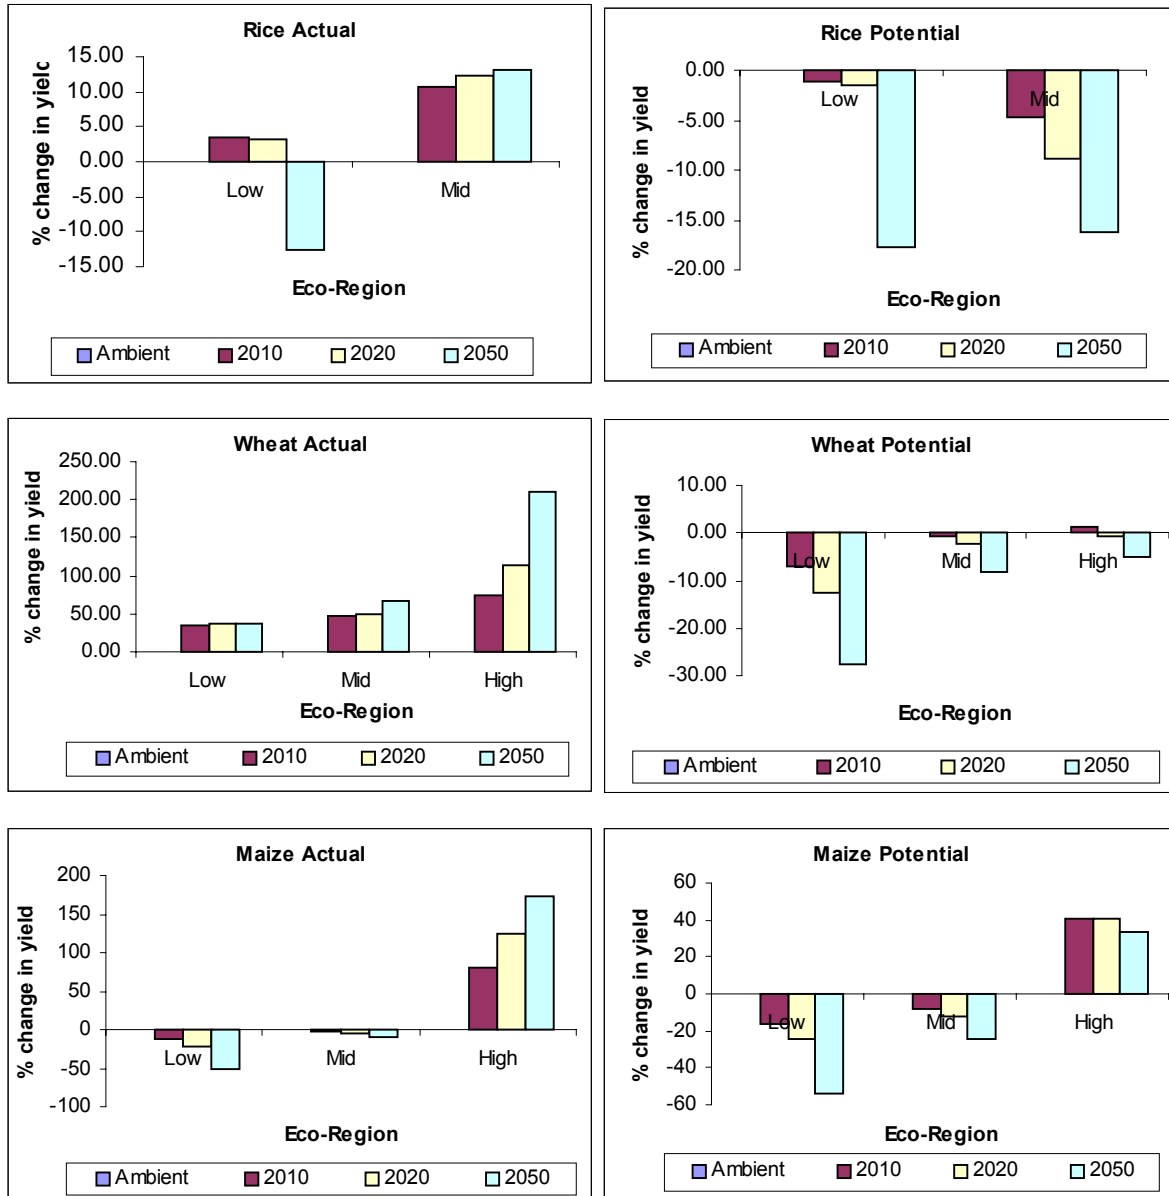 Rice Actual
% change in yield
15.00
10.00
5.00
0.00
-5.00
-10.00
-15.00
Low Mid
Eco-Region
Ambient 2010 2020 2050
Rice Potential
% change in yield
0.00
-5.00
-10.00
-15.00
-20.00
Low Mid
Eco-Region
Ambient 2010 2020 2050
Wheat Actual
% change in yield
250.00
200.00
150.00
100.00
50.00
0.00
Low Mid High
Eco-Region
Ambient 2010 2020 2050
Wheat Potential
% change in yield
10.00
0.00
-10.00
-20.00
-30.00
Low Mid High
Eco-Region
Ambient 2010 2020 2050
Maize Actual
% change in yield
200
150
100
50
0
-50
-100
Low Mid High
Eco-Region
Ambient 2010 2020 2050
Maize Potential
% change in yield
60
40
20
0
-20
-40
-60
Low Mid High
Eco-Region
Ambient 2010 2020 2050